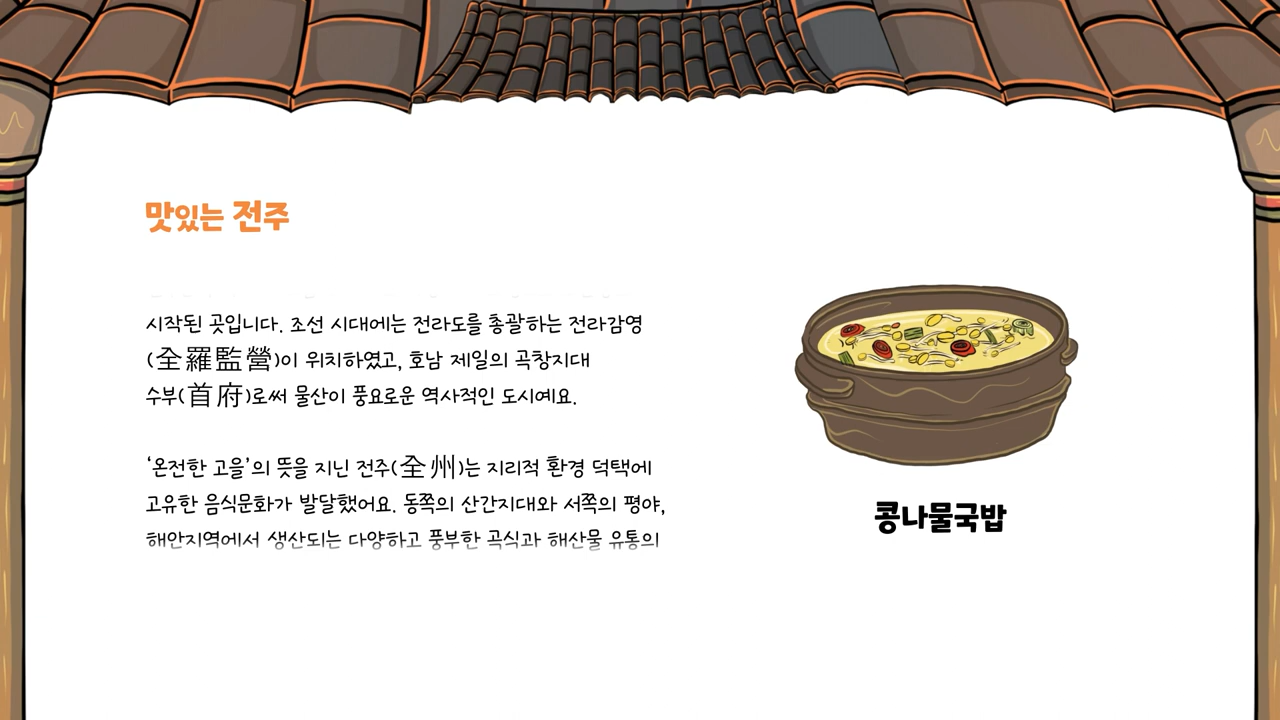 맛있는 전주
시작된 곳입니다. 조선 시대에는 전라도를 총괄하는 전라감영
(全羅監營)이 위치하였고, 호남 제일의 곡창지대
수부(首府)로써 물산이 풍요로운 역사적인 도시예요.
‘온전한 고을’의 뜻을 지닌 전주(全州)는 지리적 환경 덕택에
고유한 음식문화가 발달했어요. 동쪽의 산간지대와 서쪽의 평야,
해안지역에서 생산되는 다양하고 풍부한 곡식과 해산물 유통의
콩나물국밥